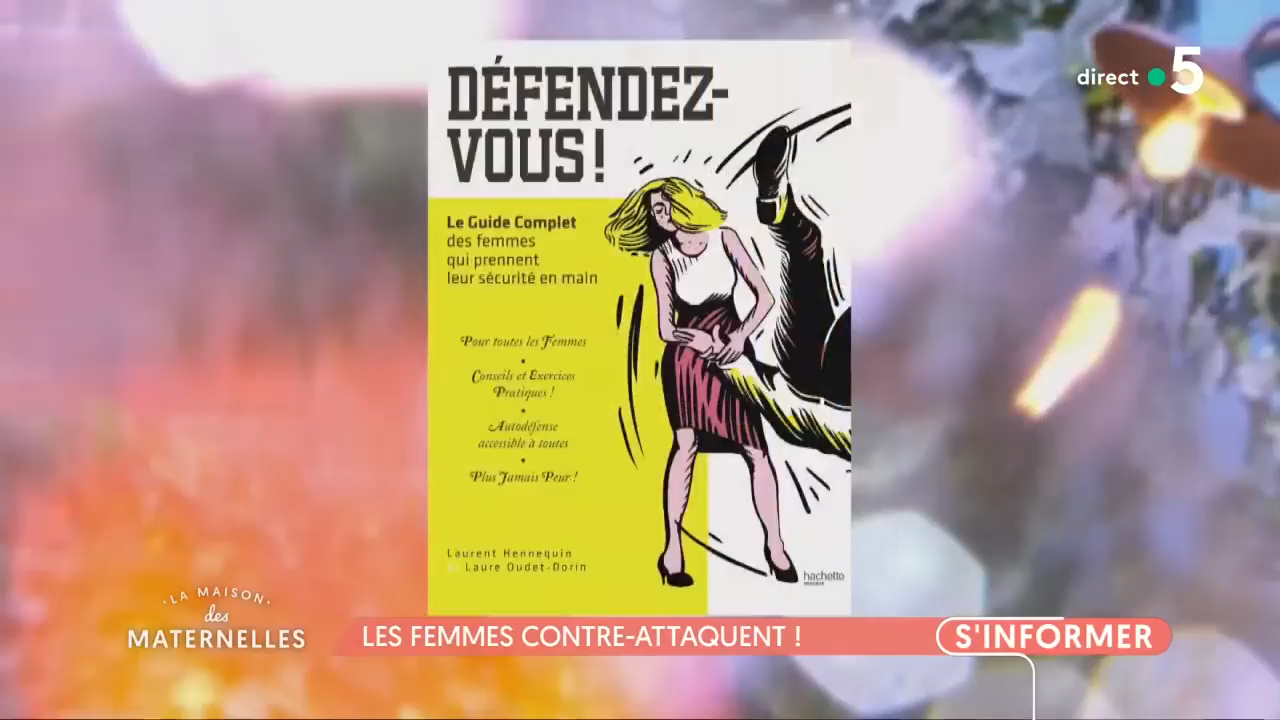 DÉFENDEZ-
VOUS !
direct 5
Le Guide Complet
des femmes
qui prennent
leur sécurité en main
Pour toutes les Femmes
Conseils et Exercices
Pratiques !
Autodéfense
accessible à toutes
Plus Jamais Peur !
Laurent Hennequin
Laure Oudet-Dorin
hachette
·LA MAISON·
des
MATERNELLES
LES FEMMES CONTRE-ATTAQUENT !
S'INFORMER